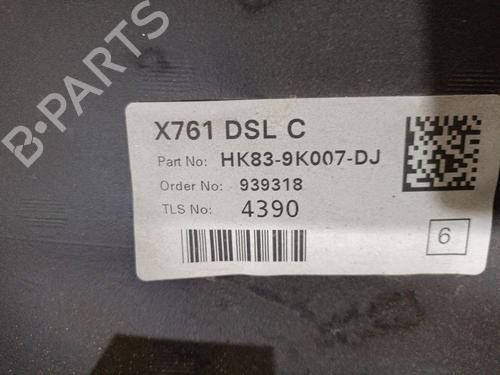 B-PARTS
X761 DSL C
Part No: HK83-9K007-DJ
Order No: 939318
TLS No: 4390
6